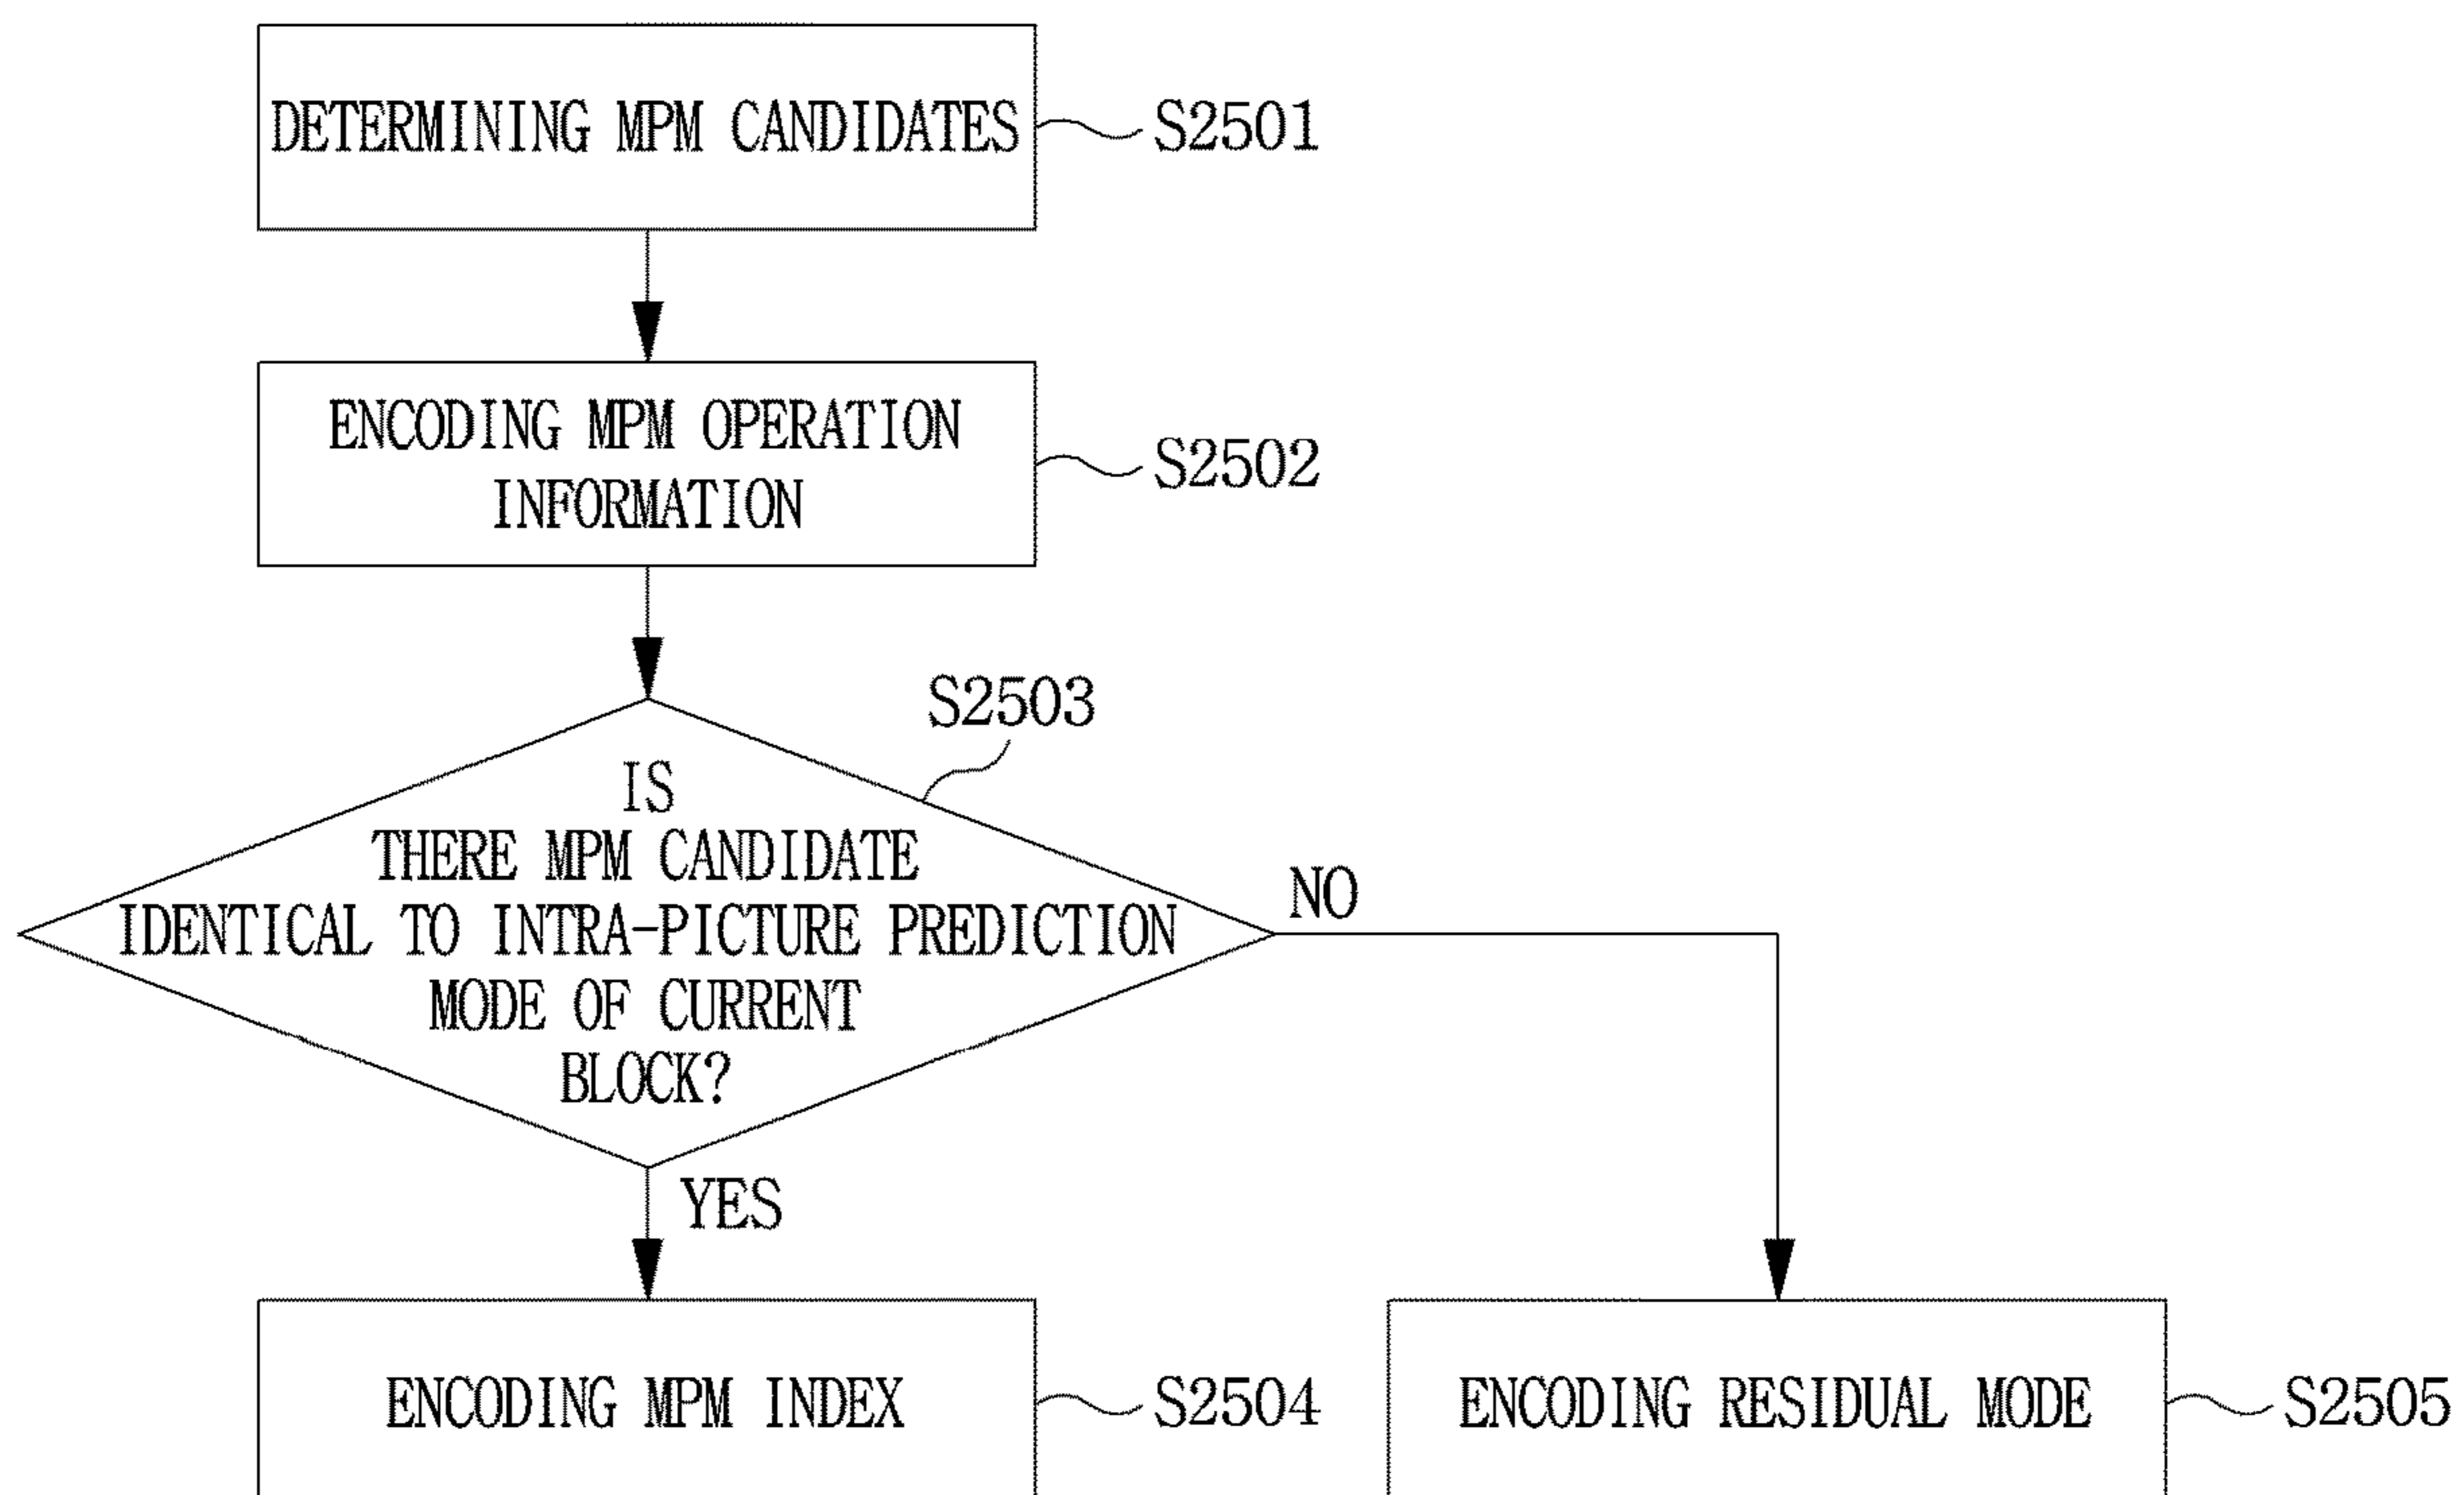 DETERMINING MPM CANDIDATES
S2501
ENCODING MPM OPERATION
INFORMATION
S2502
S2503
IS
THERE MPM CANDIDATE
IDENTICAL TO INTRA-PICTURE PREDICTION
MODE OF CURRENT
BLOCK?
NO
YES
ENCODING MPM INDEX
S2504
ENCODING RESIDUAL MODE
S2505